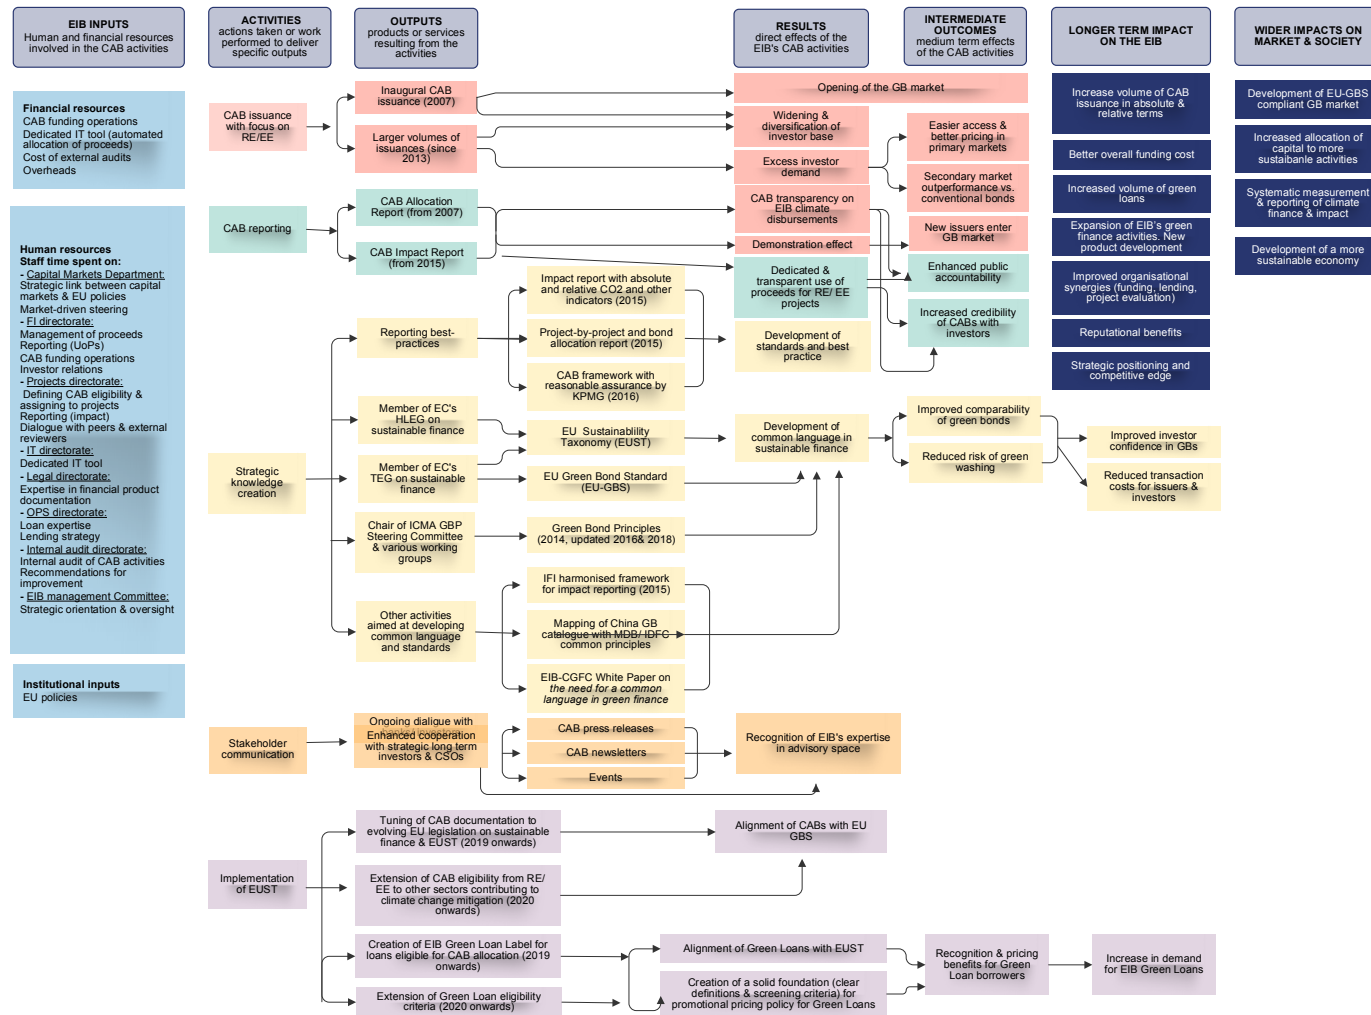 EIB INPUTS
Human and financial resources
involved in the CAB activities
ACTIVITIES
actions taken or work
performed to deliver
specific outputs
OUTPUTS
products or services
resulting from the
activities
RESULTS
direct effects of the
EIB's CAB activities
INTERMEDIATE
OUTCOMES
medium term effects
of the CAB activities
LONGER TERM IMPACT
ON THE EIB
WIDER IMPACTS ON
MARKET & SOCIETY
Financial resources
CAB funding operations
Dedicated IT tool (automated
allocation of proceeds)
Cost of external audits
Overheads
Human resources
Staff time spent on:
- Capital Markets Department:
Strategic link between capital
markets & EU policies
Market-driven steering
- FI directorate:
Management of proceeds
Reporting (UoPs)
CAB funding operations
Investor relations
- Projects directorate:
Defining CAB eligibility &
assigning to projects
Reporting (impact)
Dialogue with peers & external
reviewers
- IT directorate:
Dedicated IT tool
- Legal directorate:
Expertise in financial product
documentation
- OPS directorate:
Loan expertise
Lending strategy
- Internal audit directorate:
Internal audit of CAB activities
Recommendations for
improvement
- EIB management Committee:
Strategic orientation & oversight
Institutional inputs
EU policies
CAB issuance
with focus on
RE/EE
CAB reporting
Strategic
knowledge
creation
Stakeholder
communication
Implementation
of EUST
Inaugural CAB
issuance (2007)
Larger volumes of
issuances (since
2013)
CAB Allocation
Report (from 2007)
CAB Impact Report
(from 2015)
Reporting best-
practices
Member of EC's
HLEG on
sustainable finance
Member of EC's
TEG on sustainable
finance
Chair of ICMA GBP
Steering Committee
& various working
groups
Other activities
aimed at developing
common language
and standards
Ongoing dialogue with
Enhanced cooperation
with strategic long term
investors & CSOs
Tuning of CAB documentation to
evolving EU legislation on sustainable
finance & EUST (2019 onwards)
Extension of CAB eligibility from RE/
EE to other sectors contributing to
climate change mitigation (2020
onwards)
Creation of EIB Green Loan Label for
loans eligible for CAB allocation (2019
onwards)
Extension of Green Loan eligibility
criteria (2020 onwards)
Impact report with absolute
and relative CO2 and other
indicators (2015)
Project-by-project and bond
allocation report (2015)
CAB framework with
reasonable assurance by
KPMG (2016)
EU Sustainablility
Taxonomy (EUST)
EU Green Bond Standard
(EU-GBS)
Green Bond Principles
(2014, updated 2016& 2018)
IFI harmonised framework
for impact reporting (2015)
Mapping of China GB
catalogue with MDB/ IDFC
common principles
EIB-CGFC White Paper on
the need for a common
language in green finance
CAB press releases
CAB newsletters
Events
Opening of the GB market
Widening &
diversification of
investor base
Excess investor
demand
CAB transparency on
EIB climate
disbursements
Demonstration effect
Dedicated &
transparent use of
proceeds for RE/ EE
projects
Development of
standards and best
practice
Development of
common language in
sustainable finance
Recognition of EIB's expertise
in advisory space
Alignment of CABs with EU
GBS
Alignment of Green Loans with EUST
Creation of a solid foundation (clear
definitions & screening criteria) for
promotional pricing policy for Green Loans
Easier access &
better pricing in
primary markets
Secondary market
outperformance vs.
conventional bonds
New issuers enter
GB market
Enhanced public
accountability
Increased credibility
of CABs with
investors
Improved comparability
of green bonds
Reduced risk of green
washing
Recognition & pricing
benefits for Green
Loan borrowers
Increase volume of CAB
issuance in absolute &
relative terms
Better overall funding cost
Increased volume of green
loans
Expansion of EIB's green
finance activities. New
product development
Improved organisational
synergies (funding, lending,
project evaluation)
Reputational benefits
Strategic positioning and
competitive edge
Improved investor
confidence in GBs
Reduced transaction
costs for issuers &
investors
Increase in demand
for EIB Green Loans
Development of EU-GBS
compliant GB market
Increased allocation of
capital to more
sustaibanle activities
Systematic measurement
& reporting of climate
finance & impact
Development of a more
sustainable economy